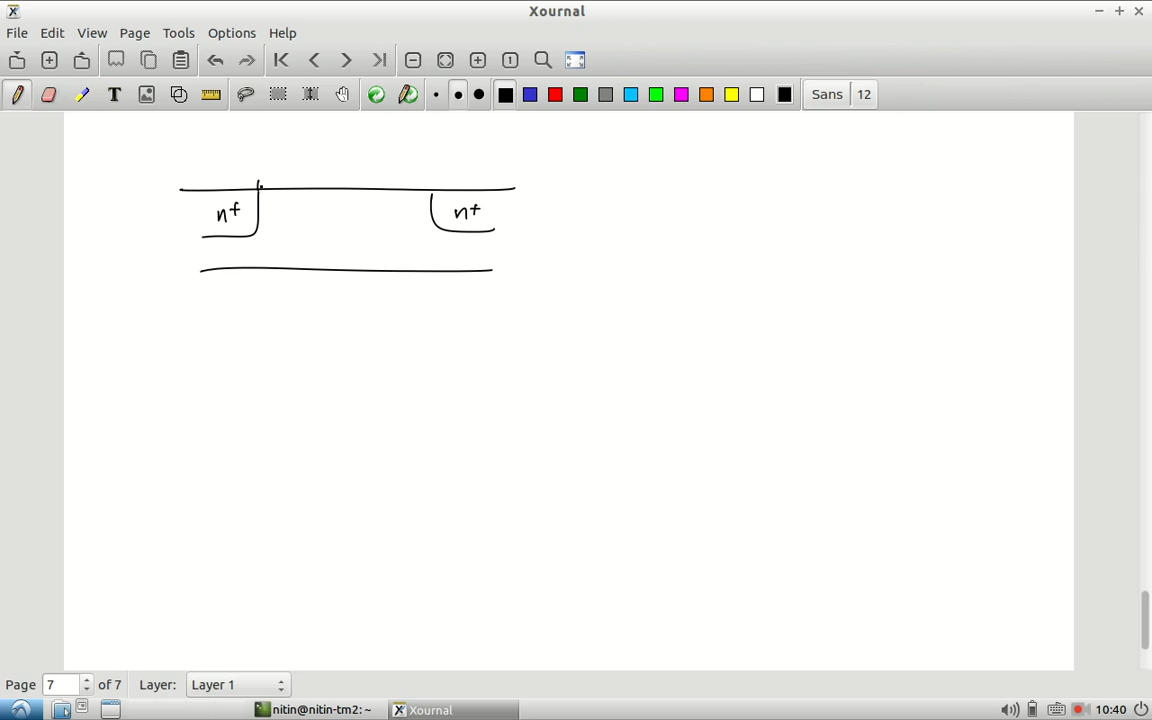 Xournal
File Edit View Page Tools Options Help
T Sans 12
n+ n+
Page 7 of 7 Layer: Layer 1
nitin@nitin-tm2: ~ Xournal 10:40